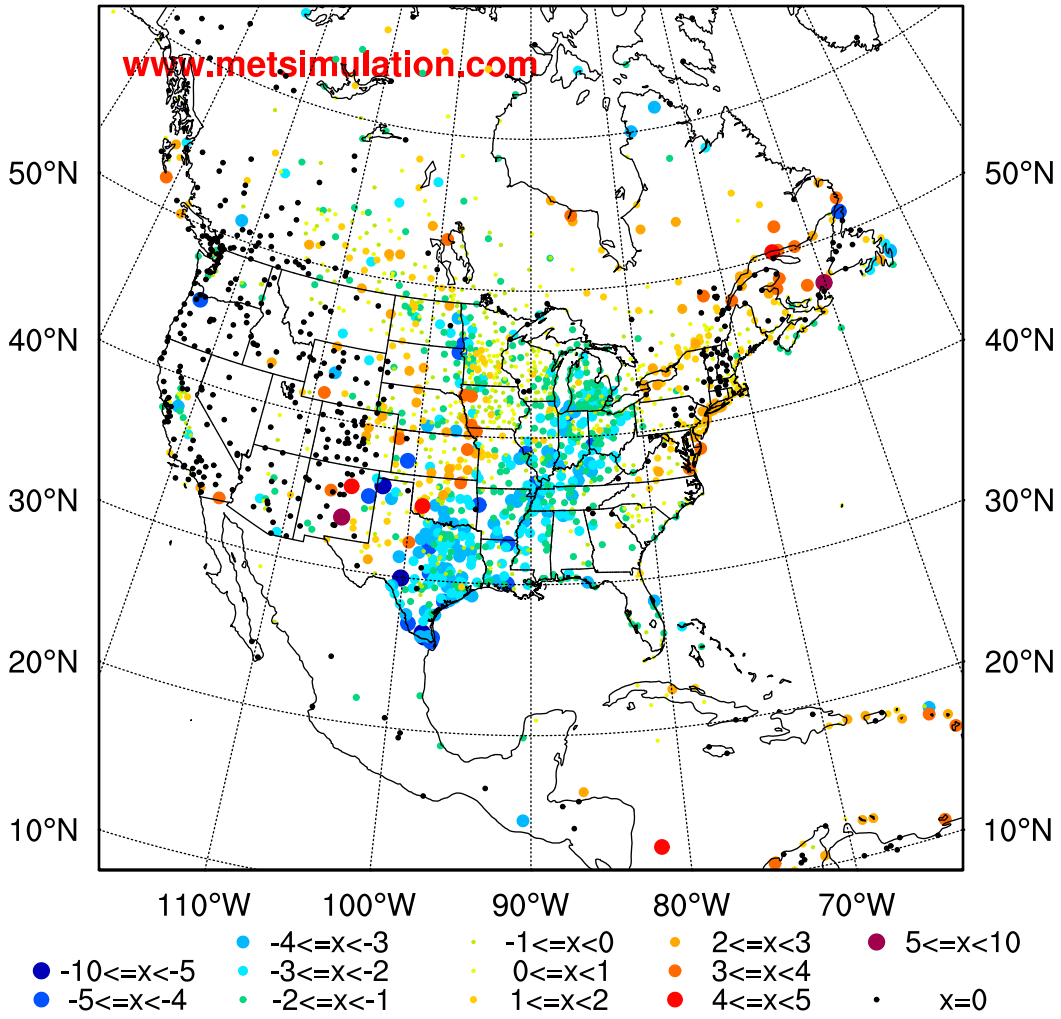 www.metsimulation.com
50°N 50°N
40°N 40°N
30°N 30°N
20°N 20°N
10°N 10°N
110°W 100°W 90°W 80°W 70°W
-4<=x<-3 -1<=x<0 2<=x<3 5<=x<10
-10<=x<-5 -3<=x<-2 0<=x<1 3<=x<4
-5<=x<-4 -2<=x<-1 1<=x<2 4<=x<5 x=0